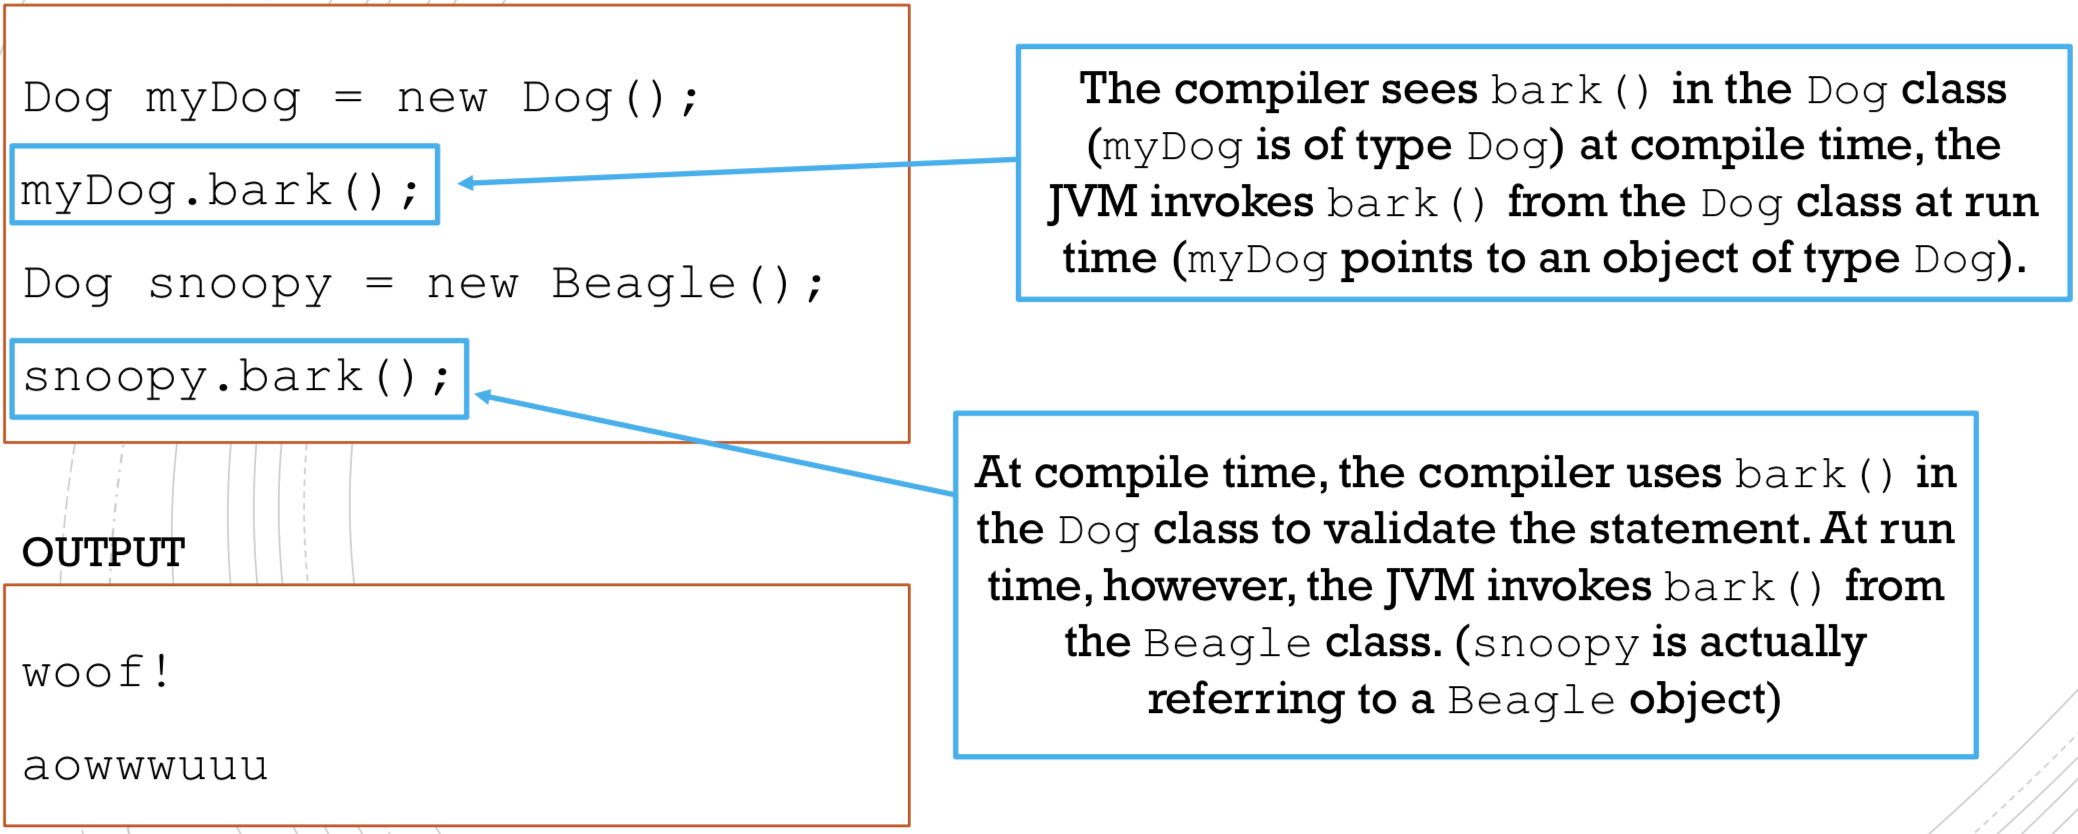 Dog myDog = new Dog();
myDog.bark();
Dog snoopy = new Beagle();
snoopy.bark();
The compiler sees bark() in the Dog class
(myDog is of type Dog) at compile time, the
JVM invokes bark() from the Dog class at run
time (myDog points to an object of type Dog).
At compile time, the compiler uses bark() in
the Dog class to validate the statement. At run
time, however, the JVM invokes bark() from
the Beagle class. (snoopy is actually
referring to a Beagle object)
OUTPUT
woof!
aowwwuuu